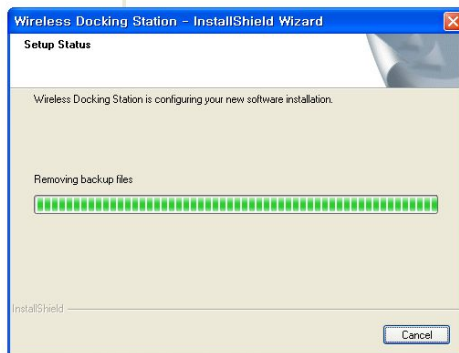 Wireless Docking Station - InstallShield Wizard
Setup Status
Wireless Docking Station is configuring your new software installation.
Removing backup files
InstallShield
Cancel